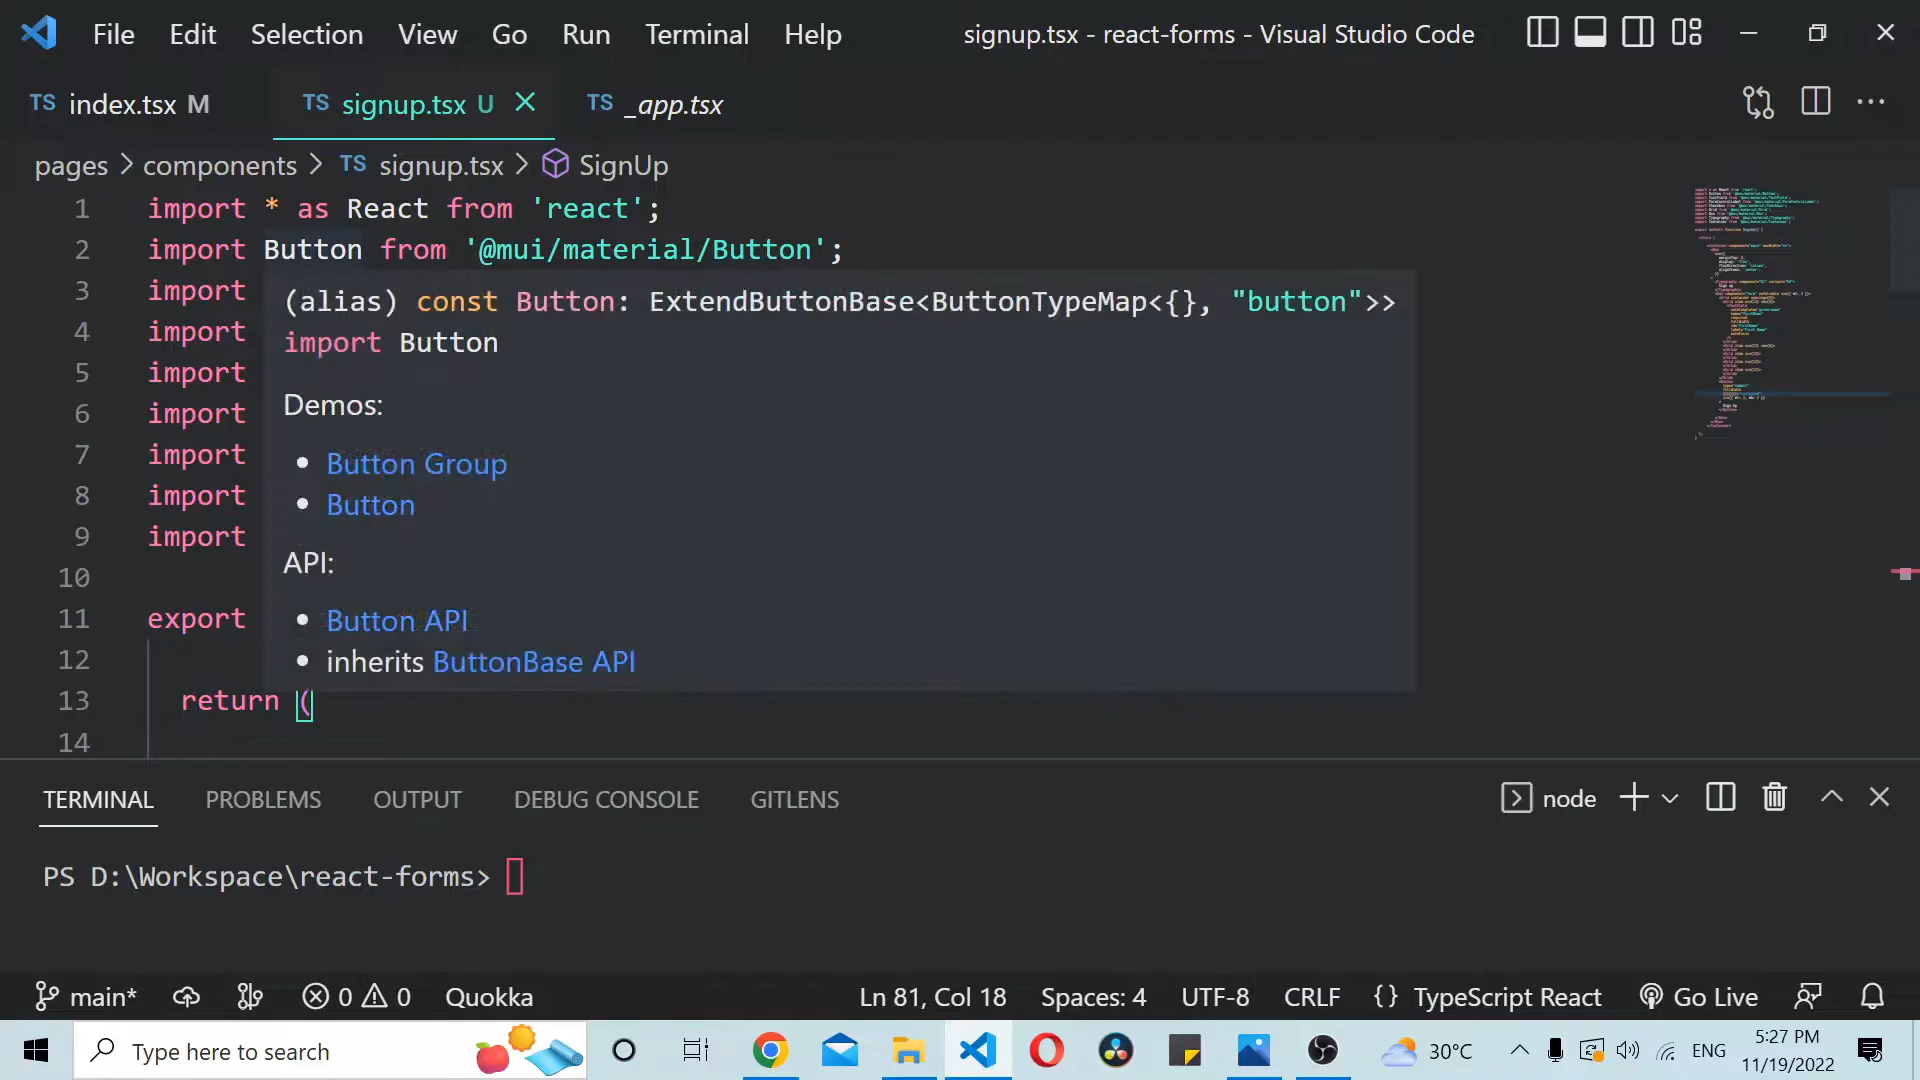 File Edit Selection View Go Run Terminal Help signup.tsx - react-forms - Visual Studio Code
TS index.tsx M TS signup.tsx U TS _app.tsx
pages > components > TS signup.tsx > SignUp
1 import * as React from 'react';
2 import Button from '@mui/material/Button';
3 import
(alias) const Button: ExtendButtonBase<ButtonTypeMap<{}, "button">>
4 import
import Button
5 import
Demos:
6 import
7 import
• Button Group
8 import
• Button
9 import
API:
10
11 export
• Button API
12
• inherits ButtonBase API
13 return (
14
TERMINAL PROBLEMS OUTPUT DEBUG CONSOLE GITLENS node
PS D:\Workspace\react-forms>
main* 0 0 Quokka Ln 81, Col 18 Spaces: 4 UTF-8 CRLF {} TypeScript React Go Live
Type here to search 30°C ENG 5:27 PM
11/19/2022